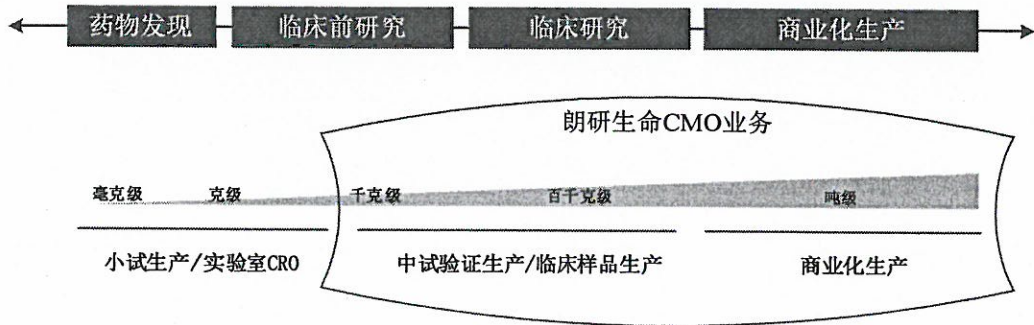 药物发现 临床前研究 临床研究 商业化生产
朗研生命CMO业务
毫克级 克级 千克级 百千克级 吨级
小试生产/实验室CRO 中试验证生产/临床样品生产 商业化生产